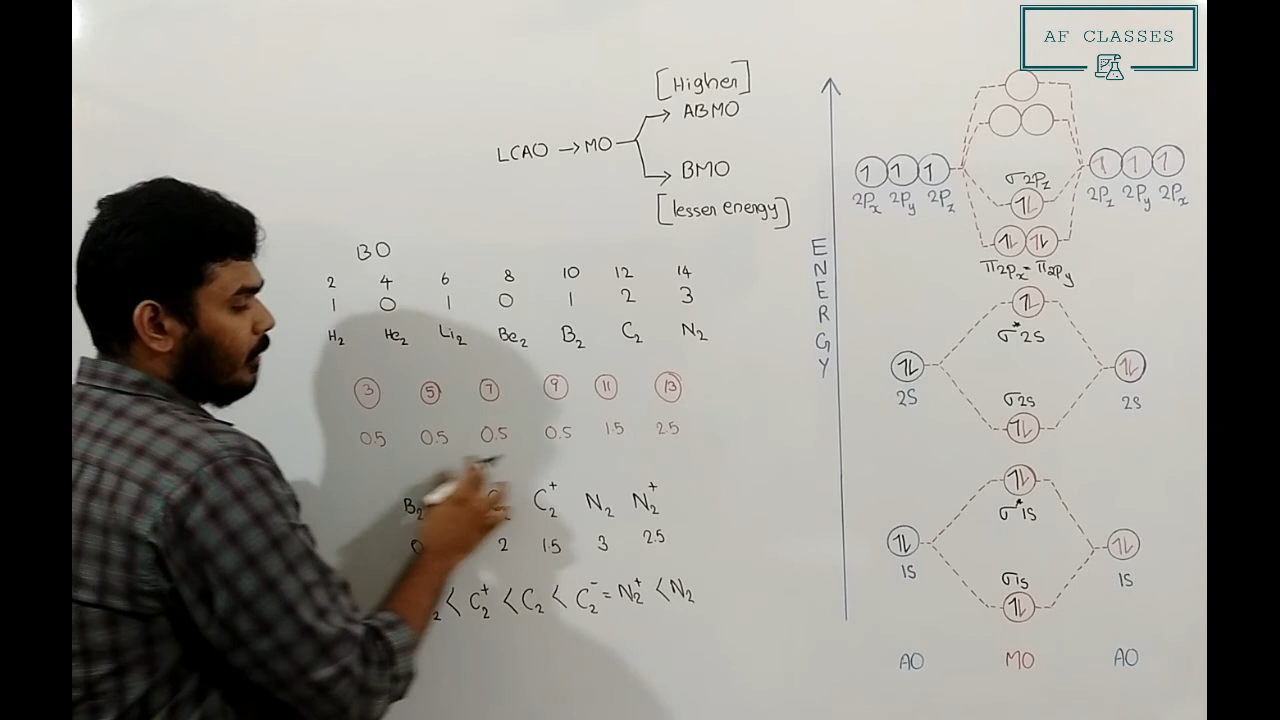 AF CLASSES
[Higher]
ABMO
LCAO → MO
BMO
[lesser energy]
BO
2 4 6 8 10 12 14
1 0 1 0 1 2 3
H₂ He₂ Li₂ Be₂ B₂ C₂ N₂
3 5 7 9 11 13
0.5 0.5 0.5 0.5 1.5 2.5
B₂ C₂⁺ N₂ N₂⁺
2 1.5 3 2.5
< C₂⁺ < C₂ < C₂⁻ = N₂⁺ < N₂
ENERGY
2Px 2Py 2Pz
σ2Pz
2Pz 2Py 2Px
π2Px = π2Py
σ*2S
2S
2S
σ2S
σ*1S
1S
1S
σ1S
AO MO AO